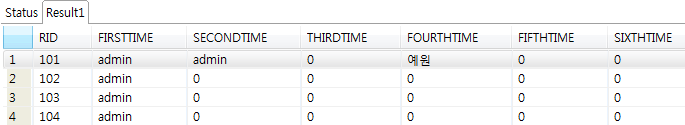 Status Result1
RID FIRSTTIME SECONDTIME THIRDTIME FOURTHTIME FIFTHTIME SIXTHTIME
1 101 admin admin 0 예원 0 0
2 102 admin 0 0 0 0 0
3 103 admin 0 0 0 0 0
4 104 admin 0 0 0 0 0